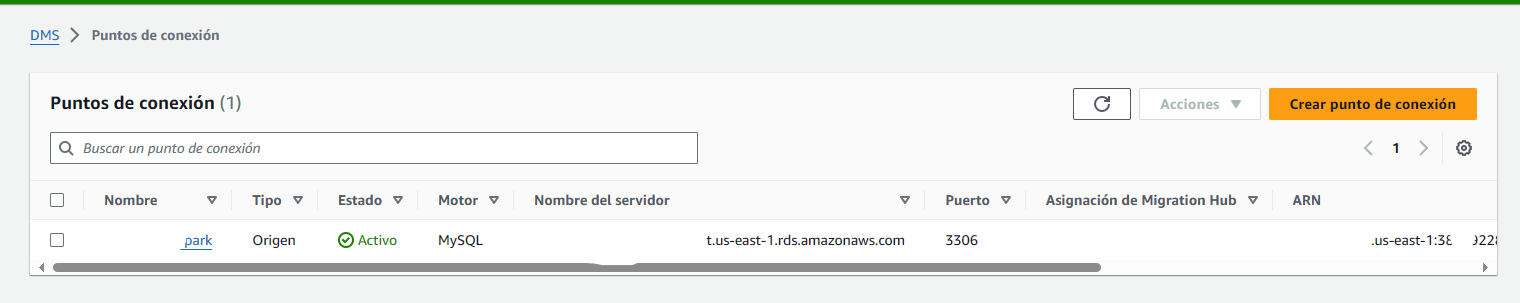 DMS > Puntos de conexión
Puntos de conexión (1)
Acciones
Crear punto de conexión
Buscar un punto de conexión
1
Nombre Tipo Estado Motor Nombre del servidor Puerto Asignación de Migration Hub ARN
park Origen Activo MySQL t.us-east-1.rds.amazonaws.com 3306 .us-east-1:38 9228